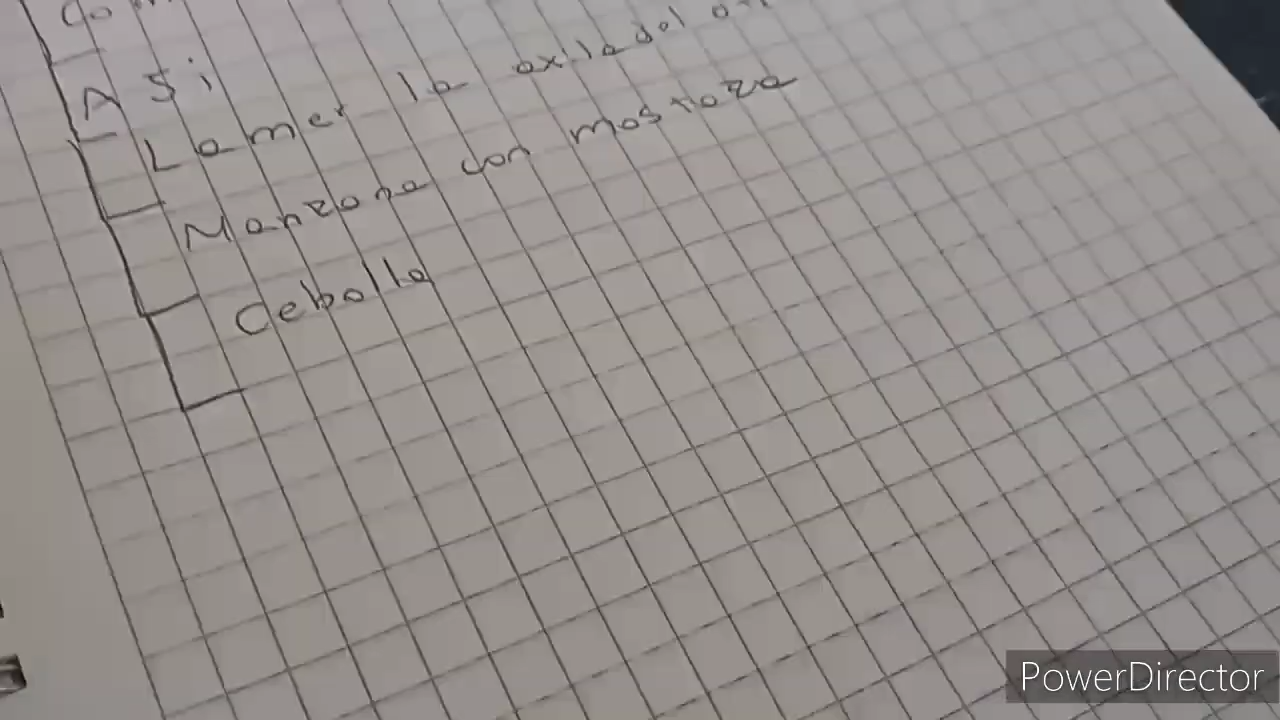 A Si
Lamer la axila del
Manzana con mostaza
Cebolla
PowerDirector